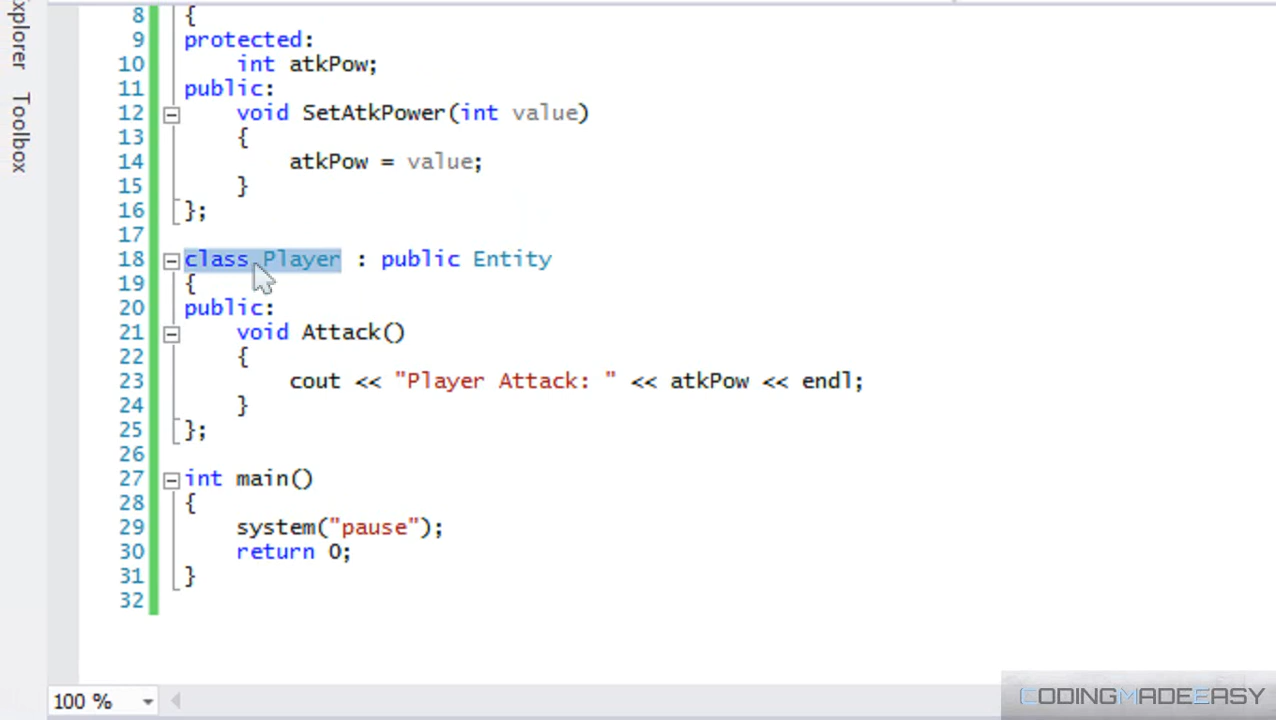 xplorer
Toolbox
8 {
9 protected:
10 int atkPow;
11 public:
12 void SetAtkPower(int value)
13 {
14 atkPow = value;
15 }
16 };
17
18 class Player : public Entity
19 {
20 public:
21 void Attack()
22 {
23 cout << "Player Attack: " << atkPow << endl;
24 }
25 };
26
27 int main()
28 {
29 system("pause");
30 return 0;
31 }
32
100 %
CODINGMADEEASY